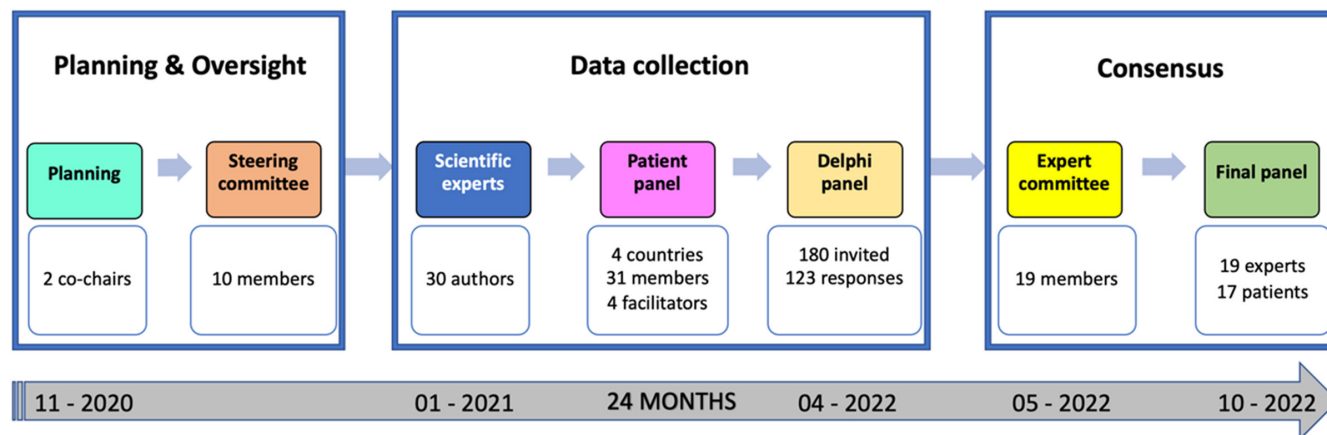 Planning & Oversight
Planning
Steering
committee
2 co-chairs
10 members
Data collection
Scientific
experts
Patient
panel
Delphi
panel
30 authors
4 countries
31 members
4 facilitators
180 invited
123 responses
Consensus
Expert
committee
Final panel
19 members
19 experts
17 patients
11 - 2020
01 - 2021
24 MONTHS
04 - 2022
05 - 2022
10 - 2022